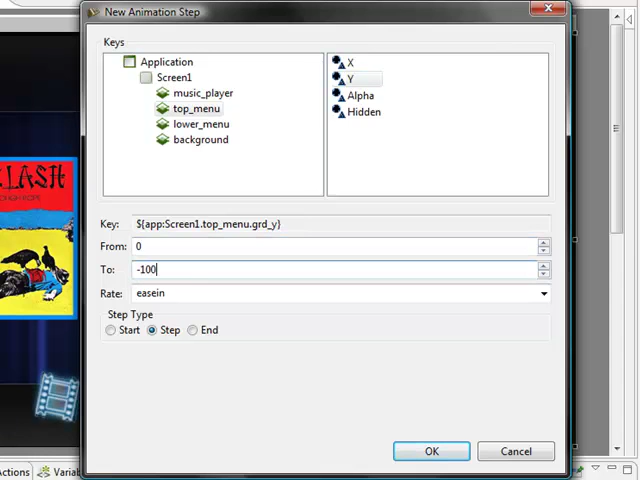 New Animation Step
Keys
Application
Screen1
music_player
top_menu
lower_menu
background
X
Y
Alpha
Hidden
Key: ${app:Screen1.top_menu.grd_y}
From: 0
To: -100
Rate: easein
Step Type
Start Step End
OK Cancel
LASH
Actions